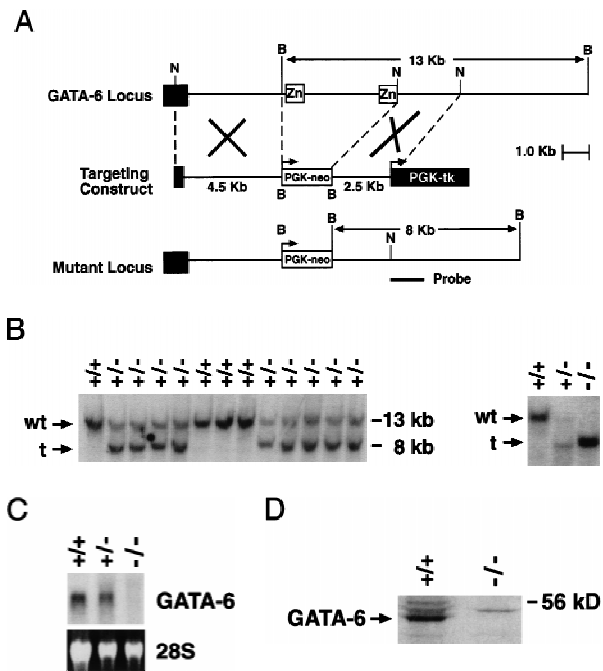 A
B 13 Kb B
N N N
GATA-6 Locus Zn Zn
1.0 Kb
Targeting
Construct
4.5 Kb PGK-neo 2.5 Kb PGK-tk
B B
B B
B 8 Kb
N
Mutant Locus PGK-neo
Probe
B
+/+ +/- +/- +/- +/- +/+ +/+ +/+ +/- +/- +/- +/- +/- +/+ +/- -/-
wt -13 kb wt
t - 8 kb t
C D
+/+ +/- -/- +/+ -/-
GATA-6 GATA-6 -56 kD
28S